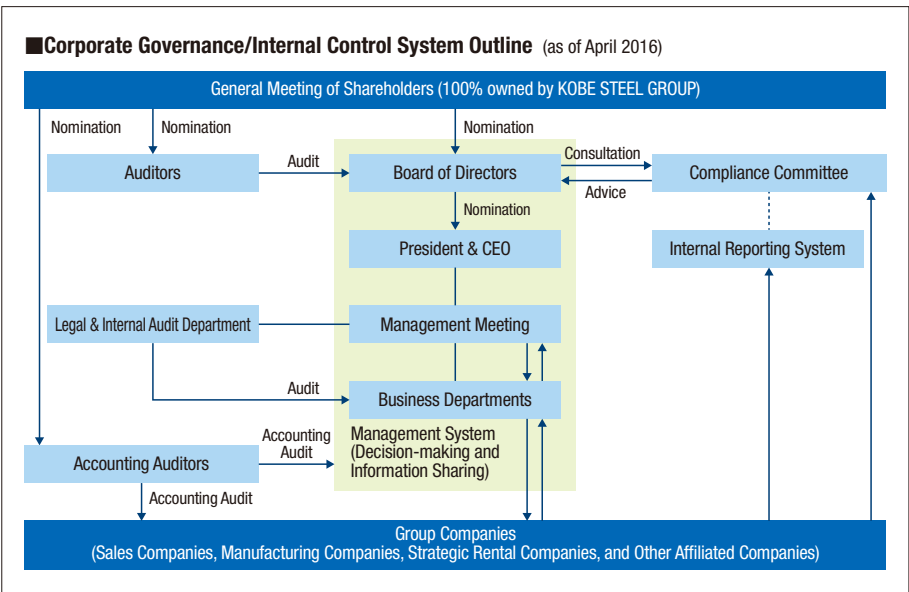 ■Corporate Governance/Internal Control System Outline (as of April 2016)
General Meeting of Shareholders (100% owned by KOBE STEEL GROUP)
Nomination
Nomination
Nomination
Auditors
Audit
Board of Directors
Consultation
Advice
Compliance Committee
Nomination
President & CEO
Internal Reporting System
Legal & Internal Audit Department
Management Meeting
Audit
Business Departments
Accounting Auditors
Accounting
Audit
Management System
(Decision-making and
Information Sharing)
Accounting Audit
Group Companies
(Sales Companies, Manufacturing Companies, Strategic Rental Companies, and Other Affiliated Companies)